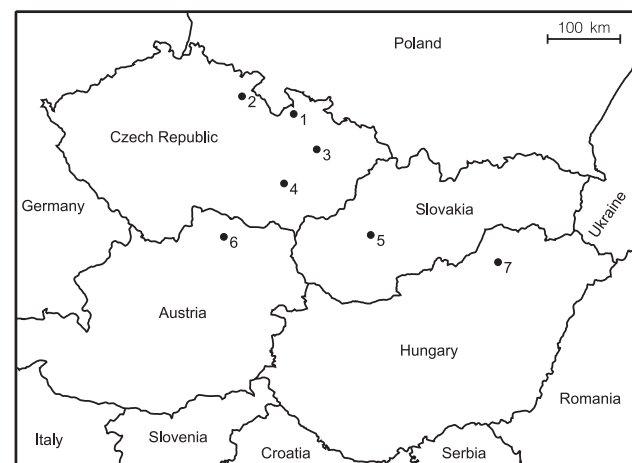 100 km
Poland
2
1
Czech Republic
3
4
Slovakia
Ukraine
Germany
6
5
7
Austria
Hungary
Romania
Italy
Slovenia
Croatia
Serbia